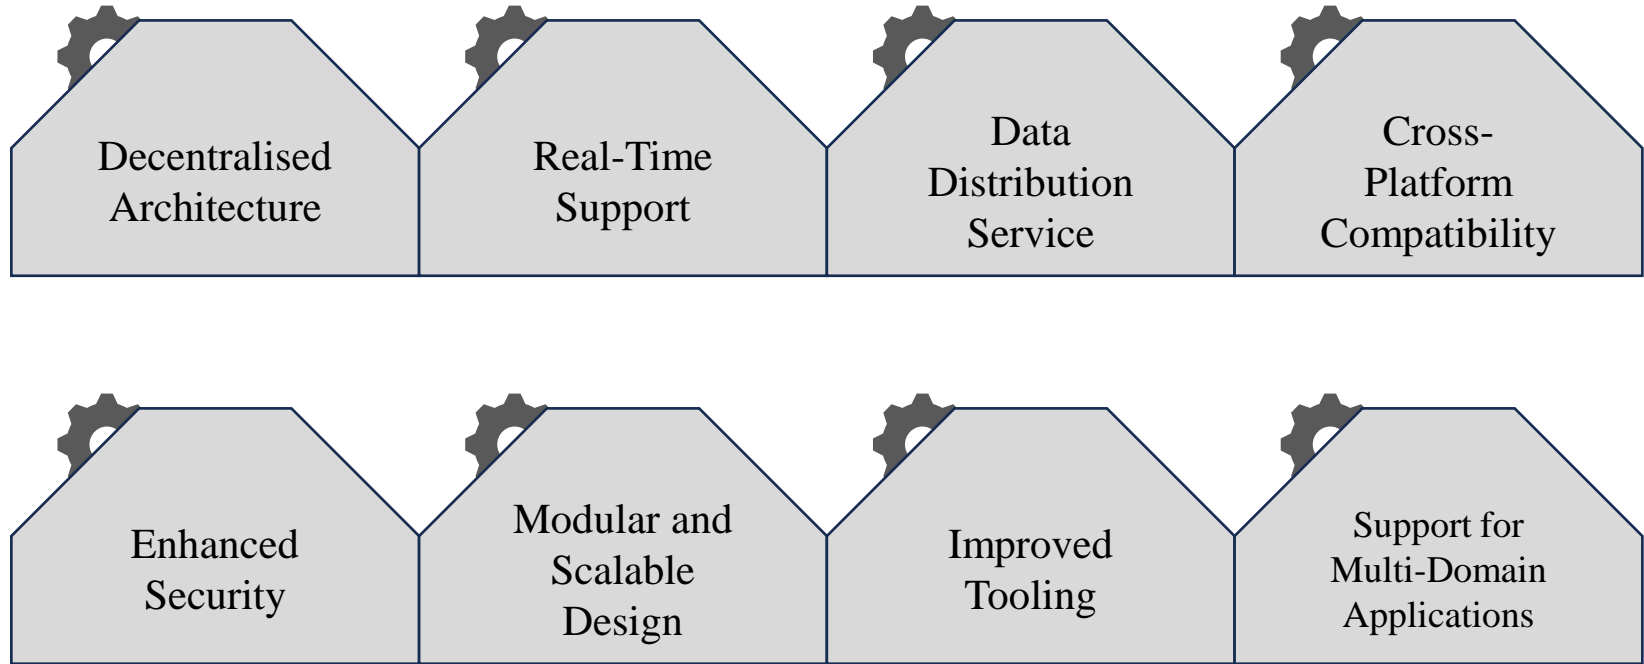 Decentralised
Architecture
Real-Time
Support
Data
Distribution
Service
Cross-
Platform
Compatibility
Enhanced
Security
Modular and
Scalable
Design
Improved
Tooling
Support for
Multi-Domain
Applications